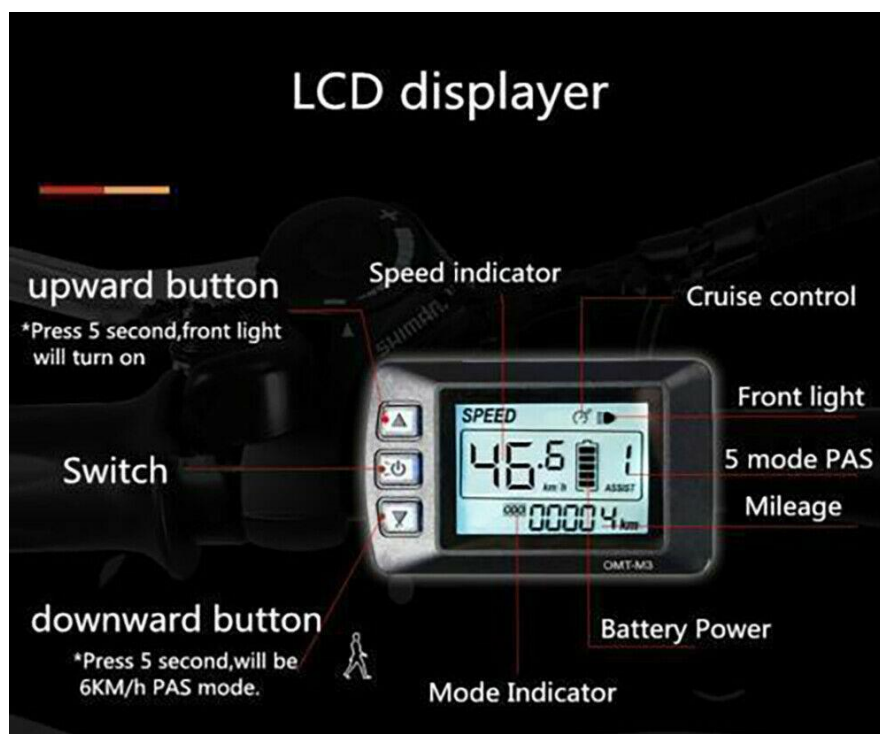 LCD displayer
upward button
*Press 5 second,front light
will turn on
Speed indicator
Cruise control
Front light
5 mode PAS
Mileage
Switch
SPEED
46.6
km/h
1
ASSIST
ODO
00004 km
OMT-M3
downward button
*Press 5 second,will be
6KM/h PAS mode.
Battery Power
Mode Indicator